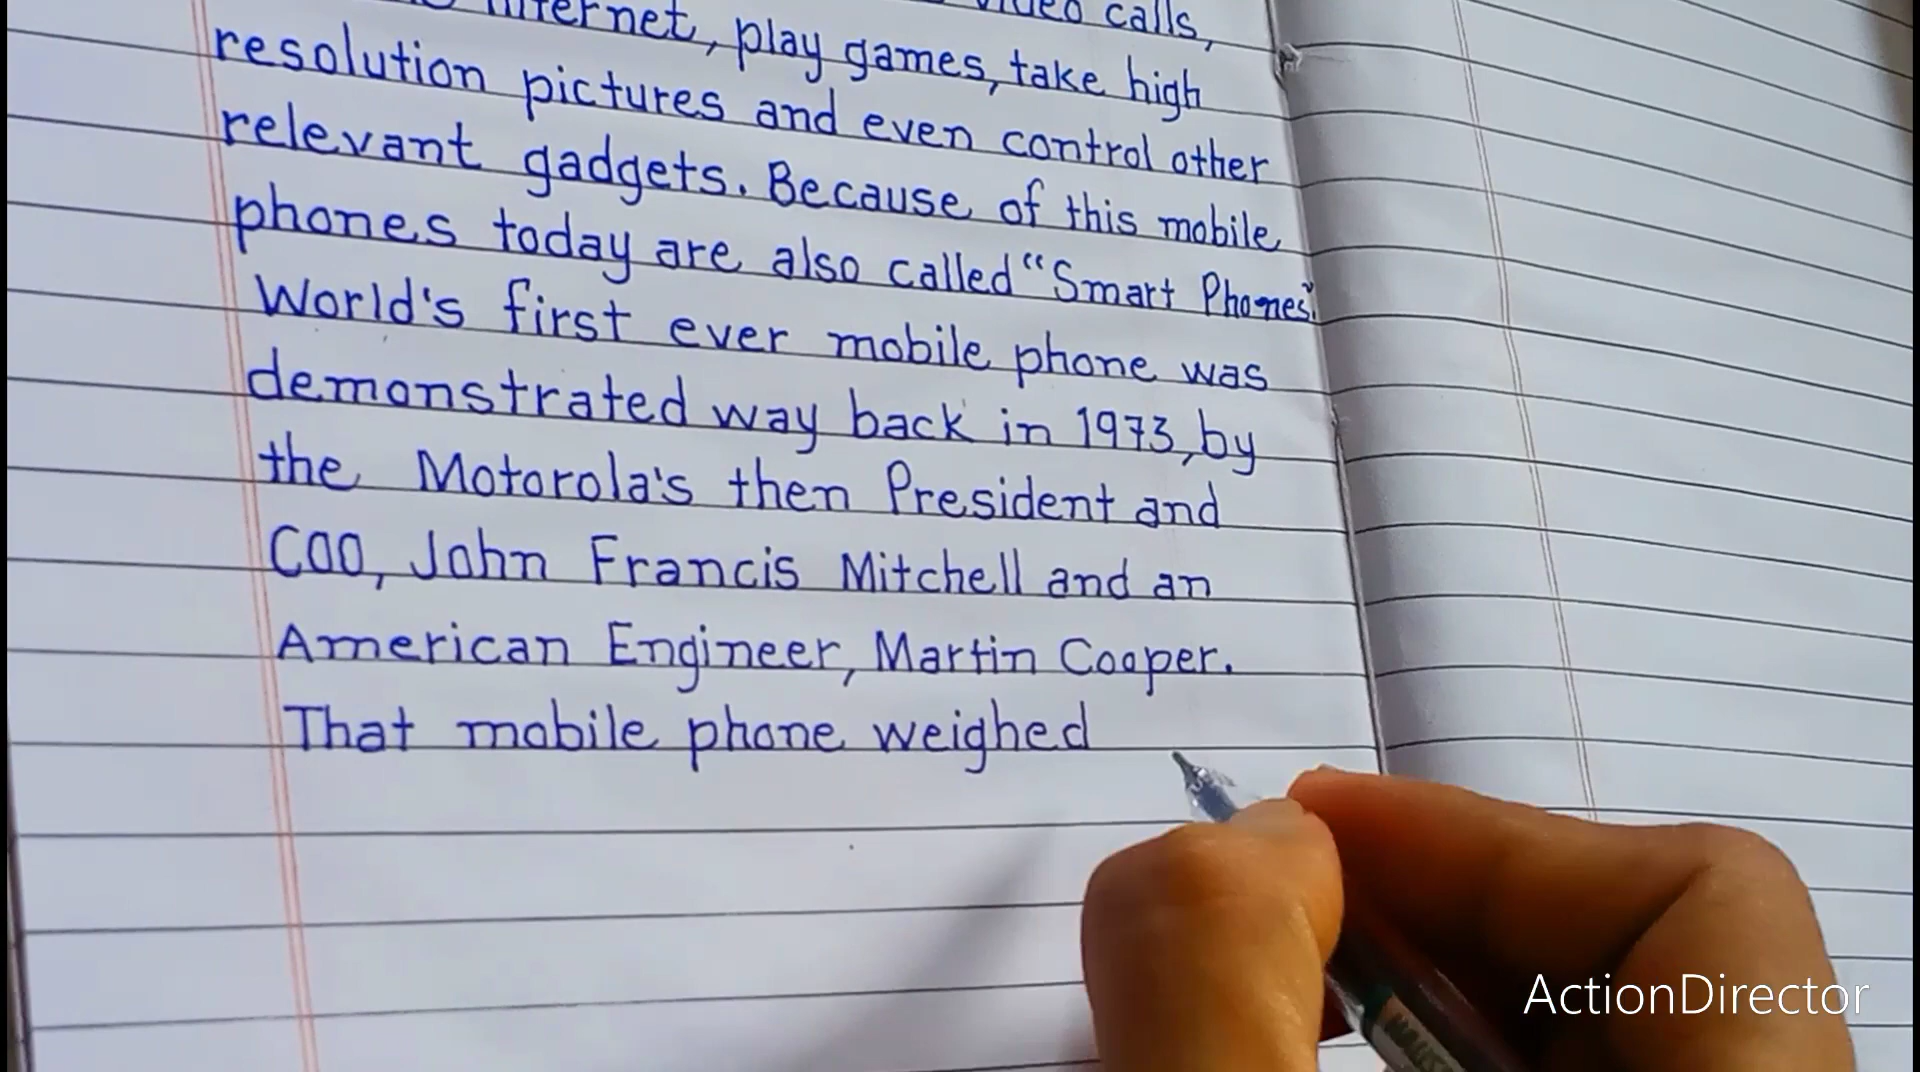 internet, play games, take high
video calls,
resolution pictures and even control other
relevant gadgets. Because of this mobile
phones today are also called "Smart Phones".
World's first ever mobile phone was
demonstrated way back in 1973, by
the Motorola's then President and
COO, John Francis Mitchell and an
American Engineer, Martin Cooper.
That mobile phone weighed
ActionDirector